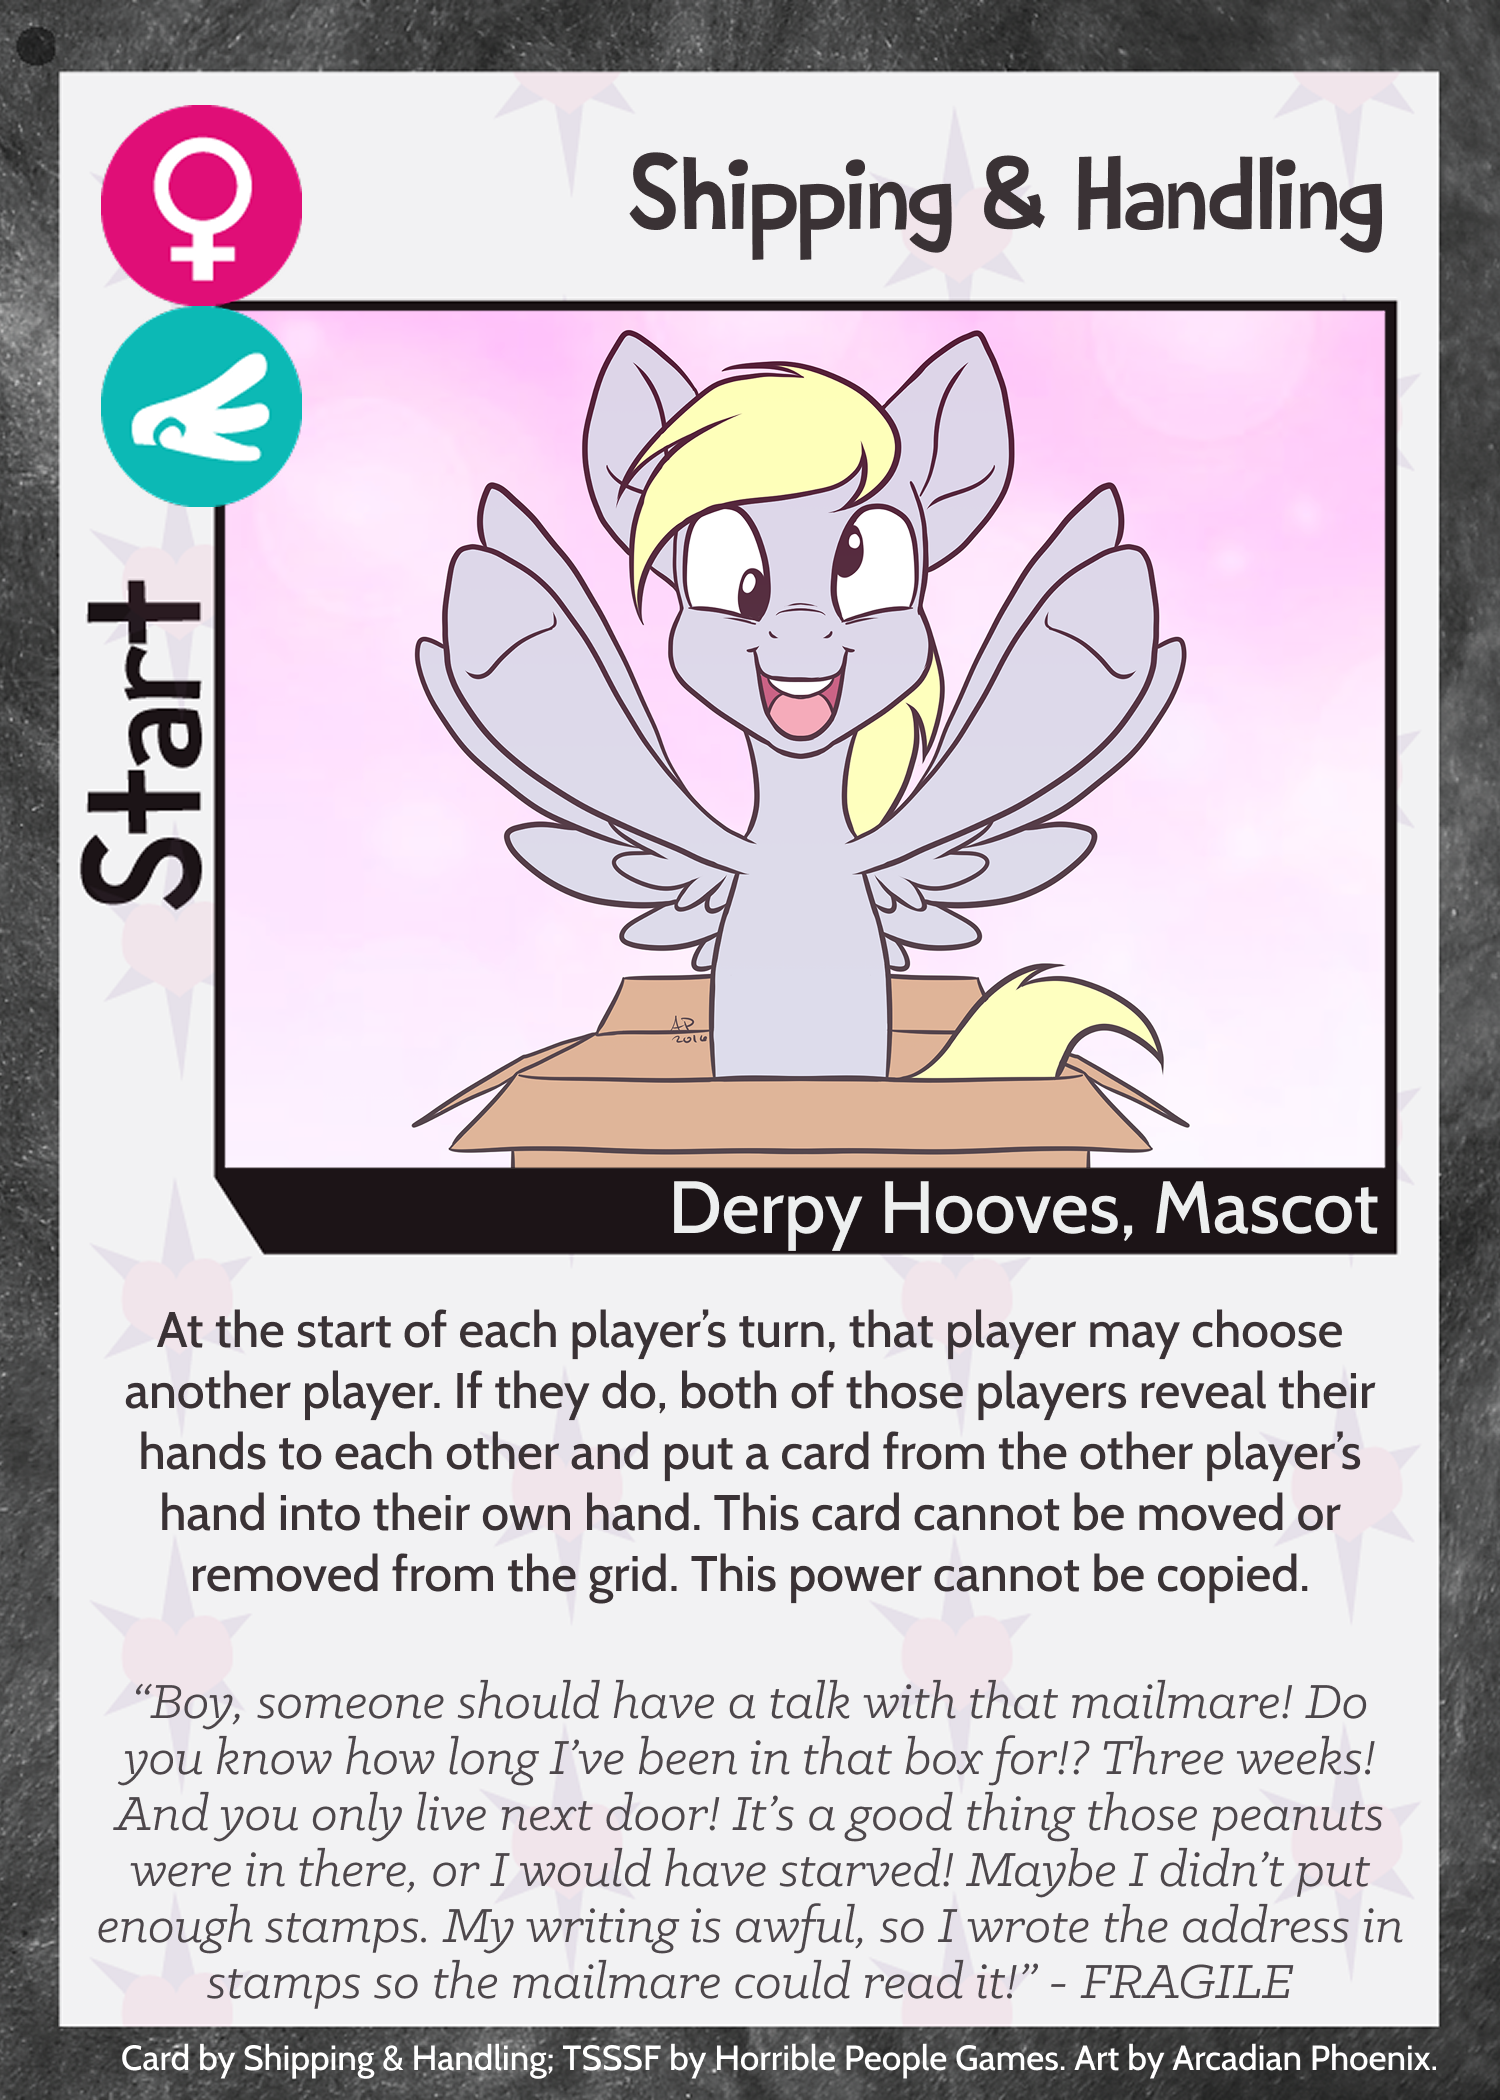 Shipping & Handling
Start
AP
2016
Derpy Hooves, Mascot
At the start of each player’s turn, that player may choose
another player. If they do, both of those players reveal their
hands to each other and put a card from the other player’s
hand into their own hand. This card cannot be moved or
removed from the grid. This power cannot be copied.
“Boy, someone should have a talk with that mailmare! Do
you know how long I’ve been in that box for!? Three weeks!
And you only live next door! It’s a good thing those peanuts
were in there, or I would have starved! Maybe I didn’t put
enough stamps. My writing is awful, so I wrote the address in
stamps so the mailmare could read it!” - FRAGILE
Card by Shipping & Handling; TSSSF by Horrible People Games. Art by Arcadian Phoenix.